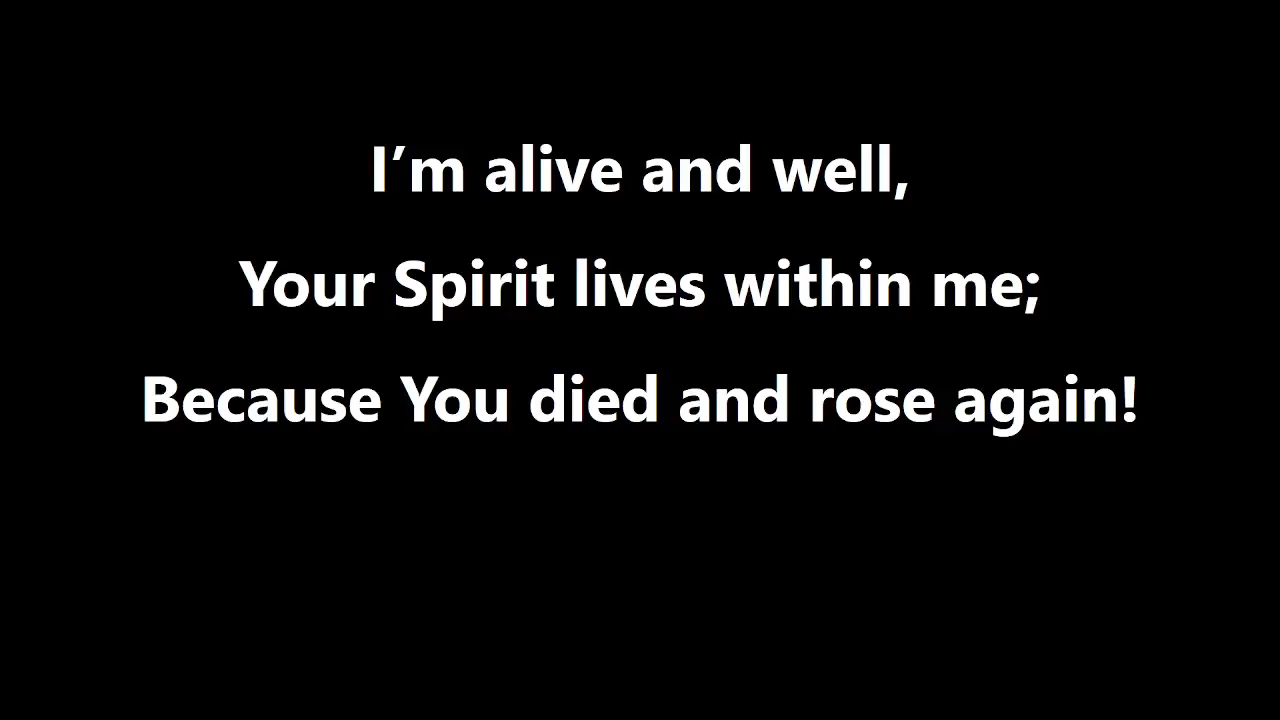 I’m alive and well,
Your Spirit lives within me;
Because You died and rose again!